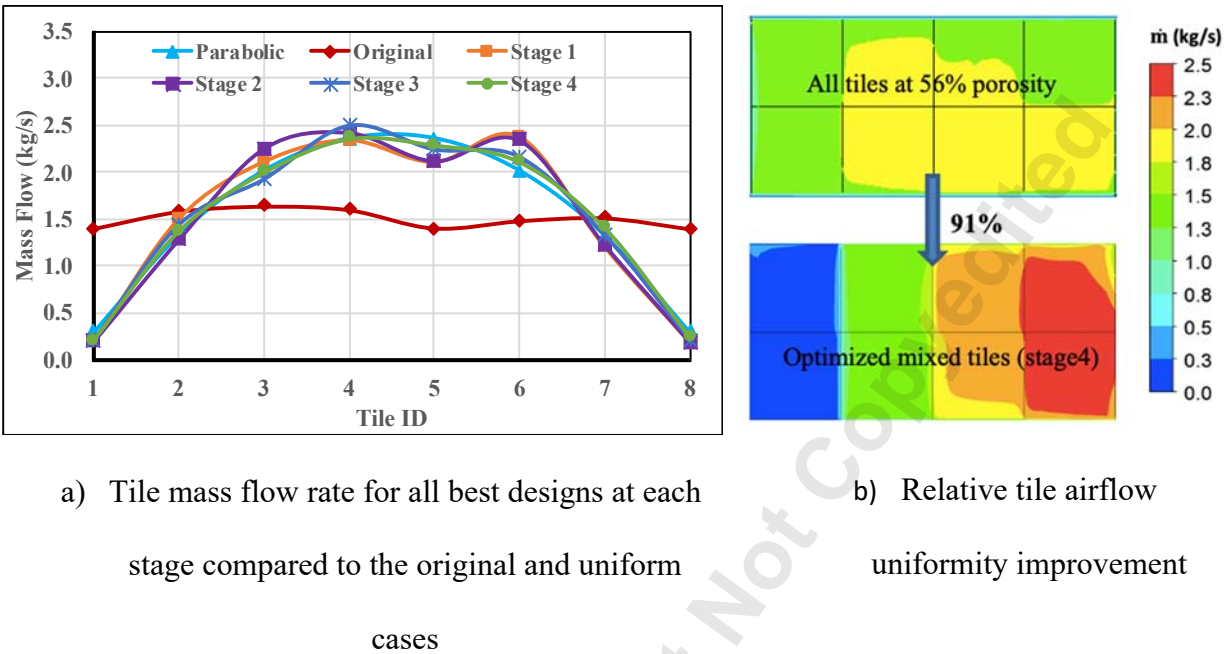 3.5
3.0
2.5
2.0
1.5
1.0
0.5
0.0
Mass Flow (kg/s)
Parabolic Original Stage 1
Stage 2 Stage 3 Stage 4
1 2 3 4 5 6 7 8
Tile ID
All tiles at 56% porosity
91%
Optimized mixed tiles (stage4)
ṁ (kg/s)
2.5
2.3
2.0
1.8
1.5
1.3
1.0
0.8
0.5
0.3
0.0
a) Tile mass flow rate for all best designs at each
stage compared to the original and uniform
cases
b) Relative tile airflow
uniformity improvement
ot Not Copyedited